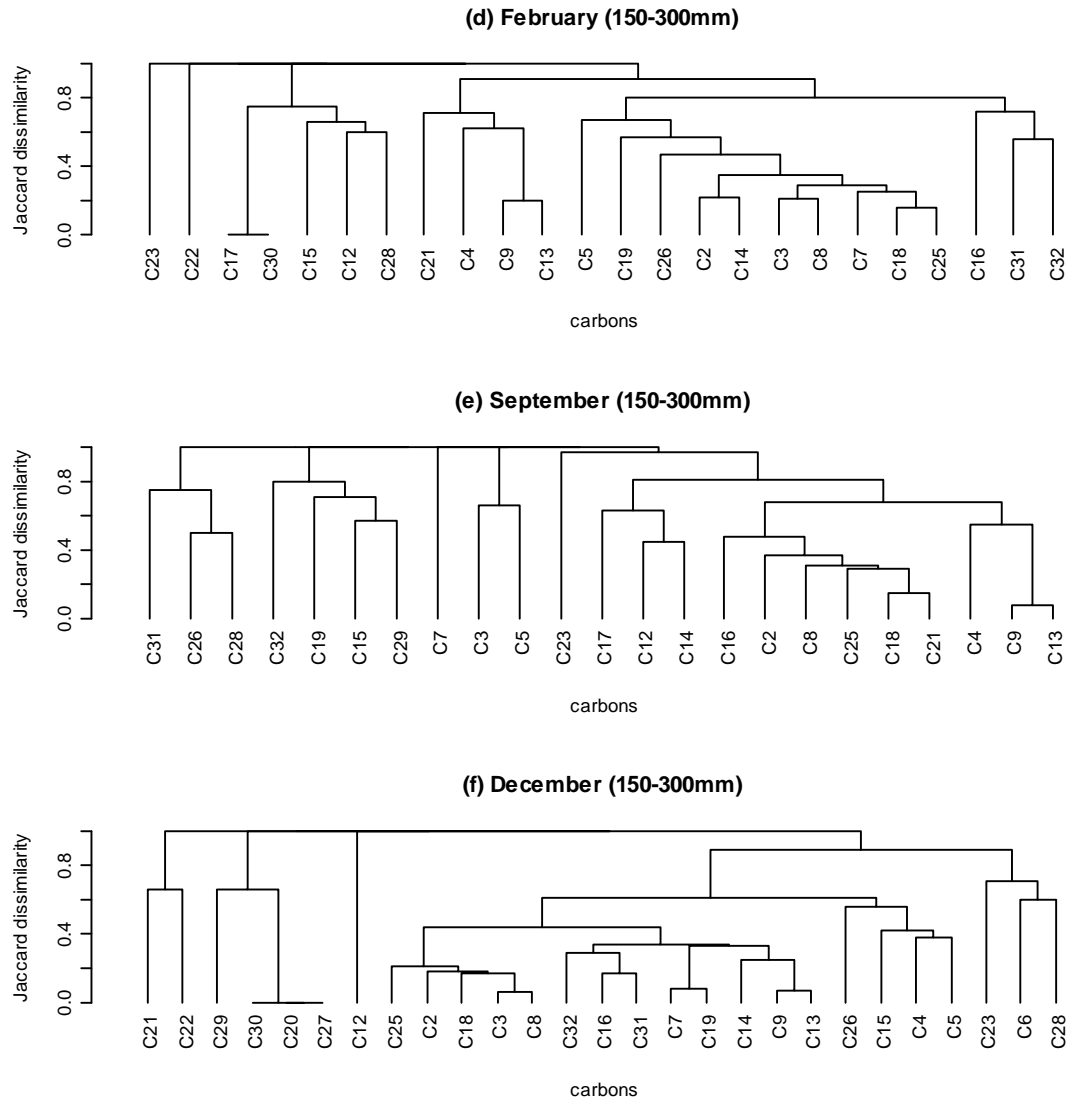 (d) February (150-300mm)
Jaccard dissimilarity
0.0 0.4 0.8
C23 C22 C17 C30 C15 C12 C28 C21 C4 C9 C13 C5 C19 C26 C2 C14 C3 C8 C7 C18 C25 C16 C31 C32
carbons
(e) September (150-300mm)
Jaccard dissimilarity
0.0 0.4 0.8
C31 C26 C28 C32 C19 C15 C29 C7 C3 C5 C23 C17 C12 C14 C16 C2 C8 C25 C18 C21 C4 C9 C13
carbons
(f) December (150-300mm)
Jaccard dissimilarity
0.0 0.4 0.8
C221 C222 C229 C30 C20 C227 C12 C25 C2 C18 C3 C8 C32 C16 C31 C7 C19 C14 C9 C13 C26 C15 C4 C5 C23 C6 C28
carbons